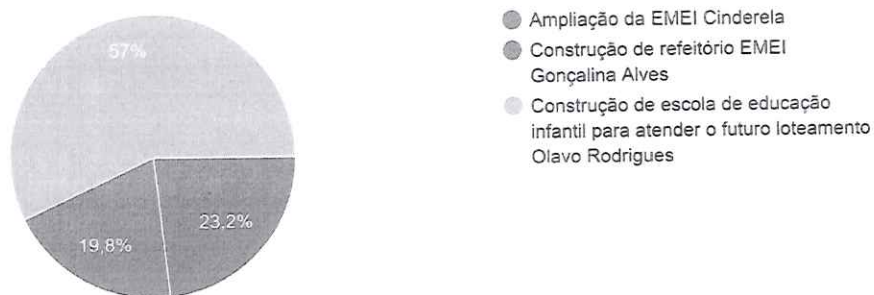 57%
23,2%
19,8%
Ampliação da EMEI Cinderela
Construção de refeitório EMEI
Gonçalina Alves
Construção de escola de educação
infantil para atender o futuro loteamento
Olavo Rodrigues